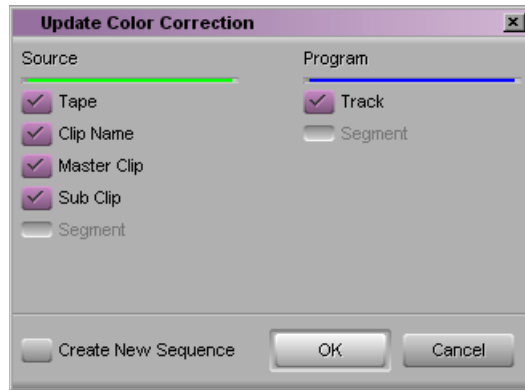 Update Color Correction
Source
Tape
Clip Name
Master Clip
Sub Clip
Segment
Program
Track
Segment
Create New Sequence
OK
Cancel